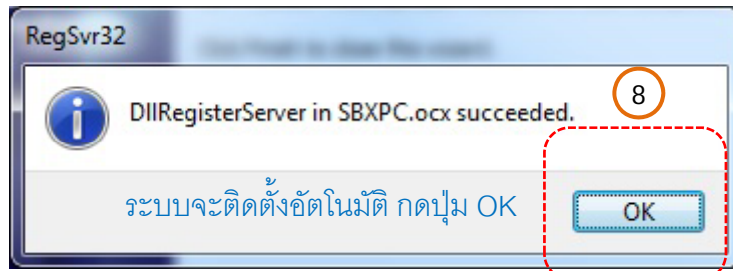 RegSvr32
DllRegisterServer in SBXPC.ocx succeeded.
8
ระบบจะติดตั้งอัตโนมัติ กดปุ่ม OK
OK